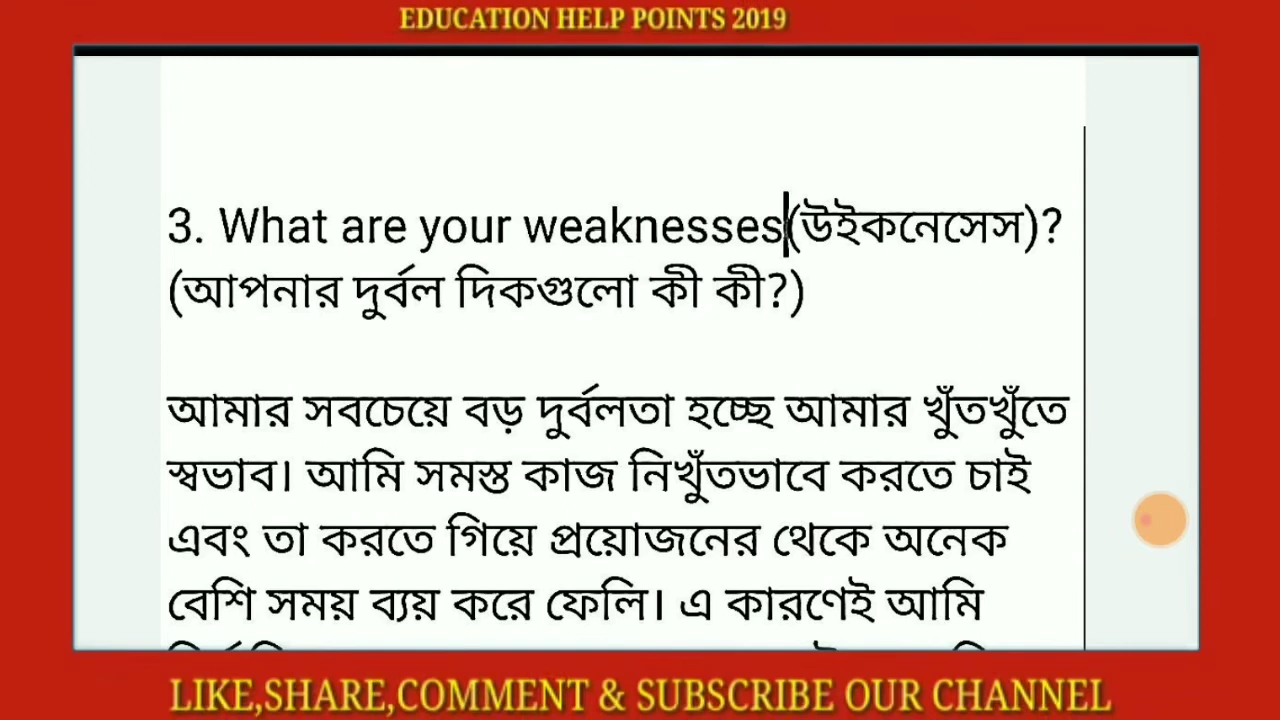 EDUCATION HELP POINTS 2019
3. What are your weaknesses(উইকনেসেস)?
(আপনার দুর্বল দিকগুলো কী কী?)
আমার সবচেয়ে বড় দুর্বলতা হচ্ছে আমার খুঁতখুঁতে
স্বভাব। আমি সমস্ত কাজ নিখুঁতভাবে করতে চাই
এবং তা করতে গিয়ে প্রয়োজনের থেকে অনেক
বেশি সময় ব্যয় করে ফেলি। এ কারণেই আমি
LIKE,SHARE,COMMENT & SUBSCRIBE OUR CHANNEL